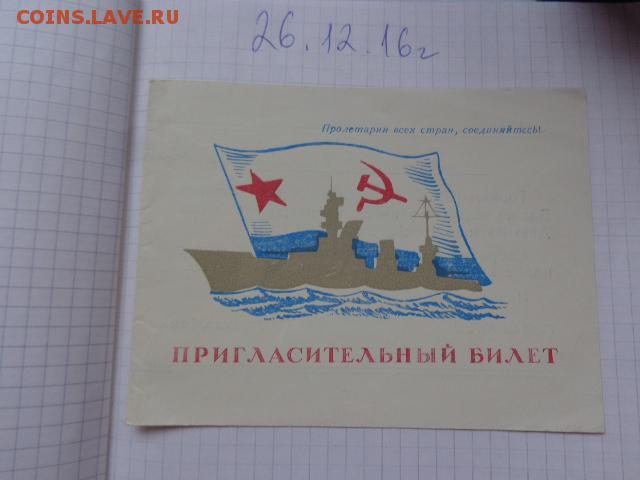 COINS.LAVE.RU
26.12.16г
Пролетарии всех стран, соединяйтесь!
ПРИГЛАСИТЕЛЬНЫЙ БИЛЕТ